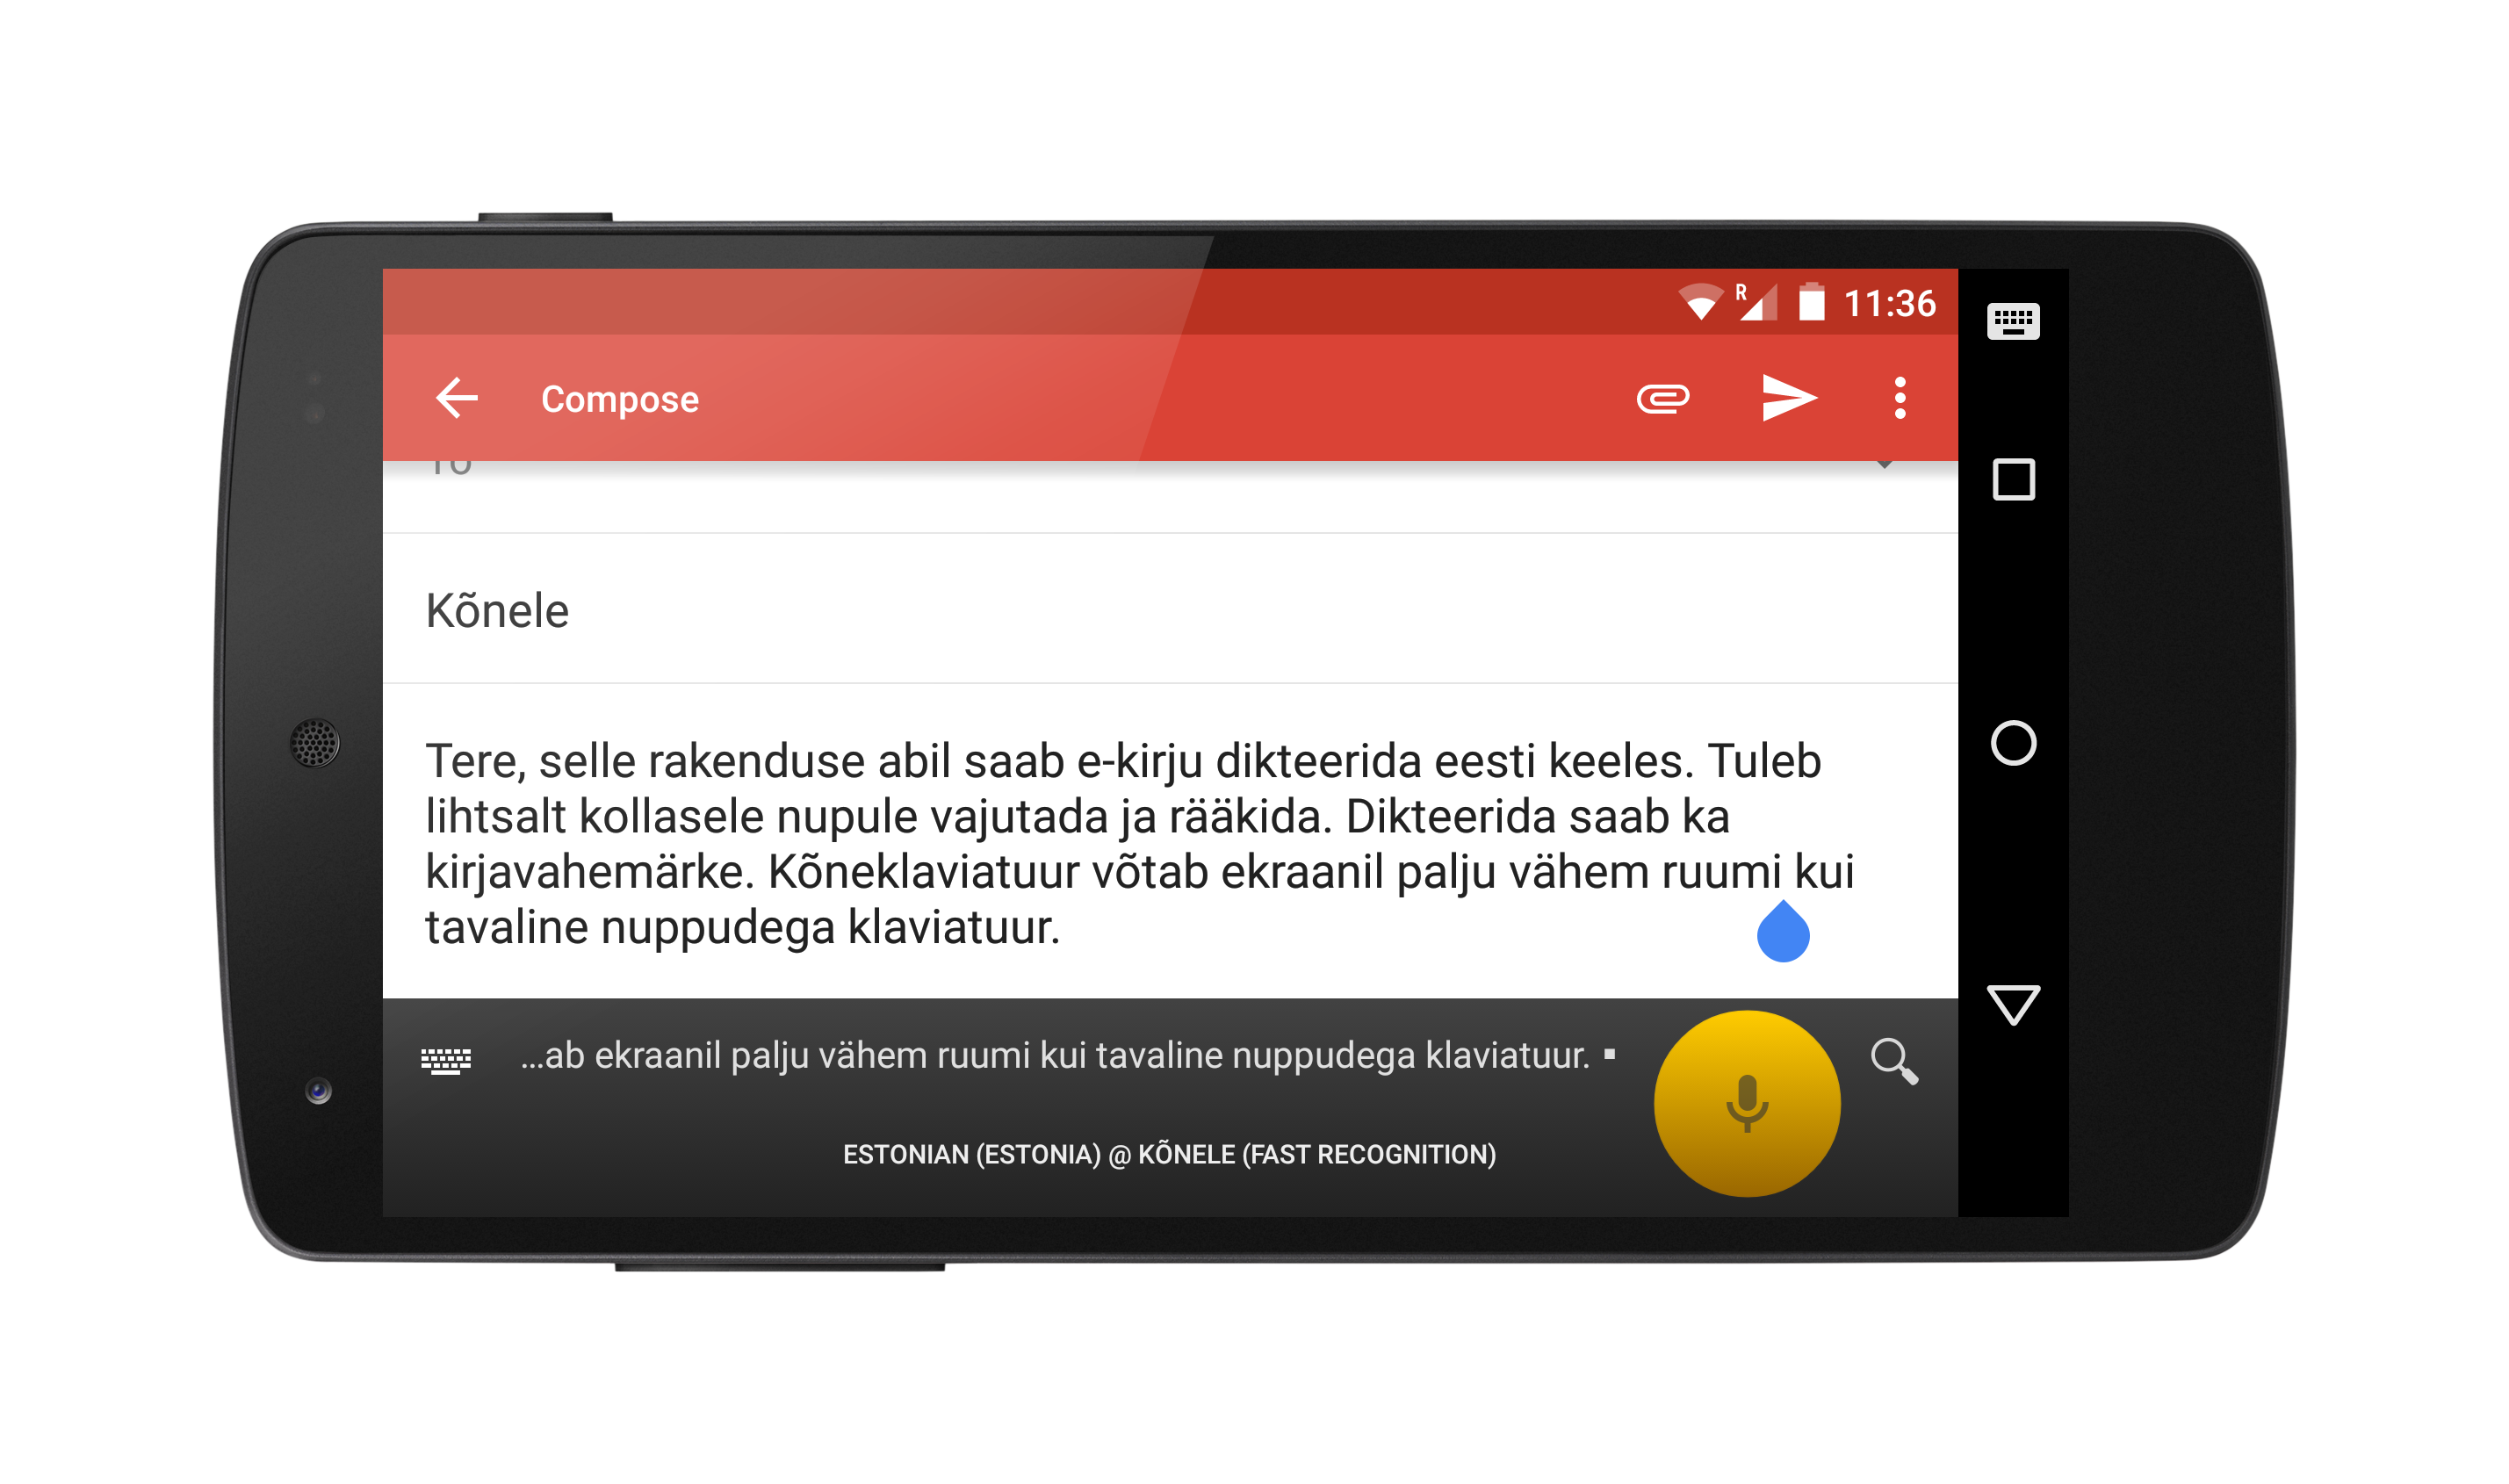 R 11:36
Compose
To
Kõnele
Tere, selle rakenduse abil saab e-kirju dikteerida eesti keeles. Tuleb
lihtsalt kollasele nupule vajutada ja rääkida. Dikteerida saab ka
kirjavahemärke. Kõneklaviatuur võtab ekraanil palju vähem ruumi kui
tavaline nuppudega klaviatuur.
...ab ekraanil palju vähem ruumi kui tavaline nuppudega klaviatuur. ▪
ESTONIAN (ESTONIA) @ KÕNELE (FAST RECOGNITION)